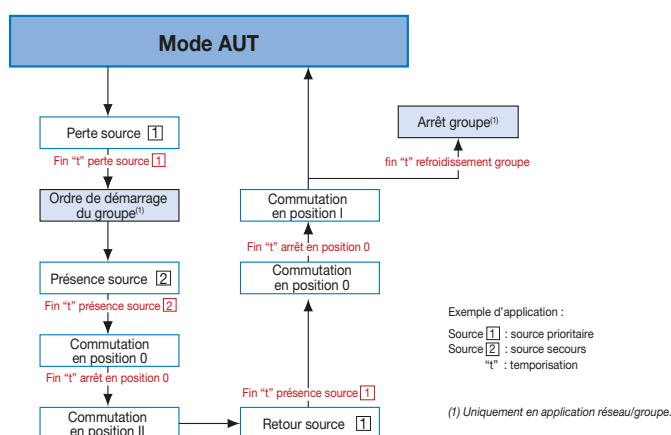 Mode AUT
Perte source 1
Fin “t” perte source 1
Ordre de démarrage
du groupe(1)
Présence source 2
Fin “t” présence source 2
Commutation
en position 0
Fin “t” arrêt en position 0
Commutation
en position II
Retour source 1
Fin “t” présence source 1
Commutation
en position 0
Fin “t” arrêt en position 0
Commutation
en position I
fin “t” refroidissement groupe
Arrêt groupe(1)
Exemple d'application :
Source 1 : source prioritaire
Source 2 : source secours
“t” : temporisation
(1) Uniquement en application réseau/groupe.